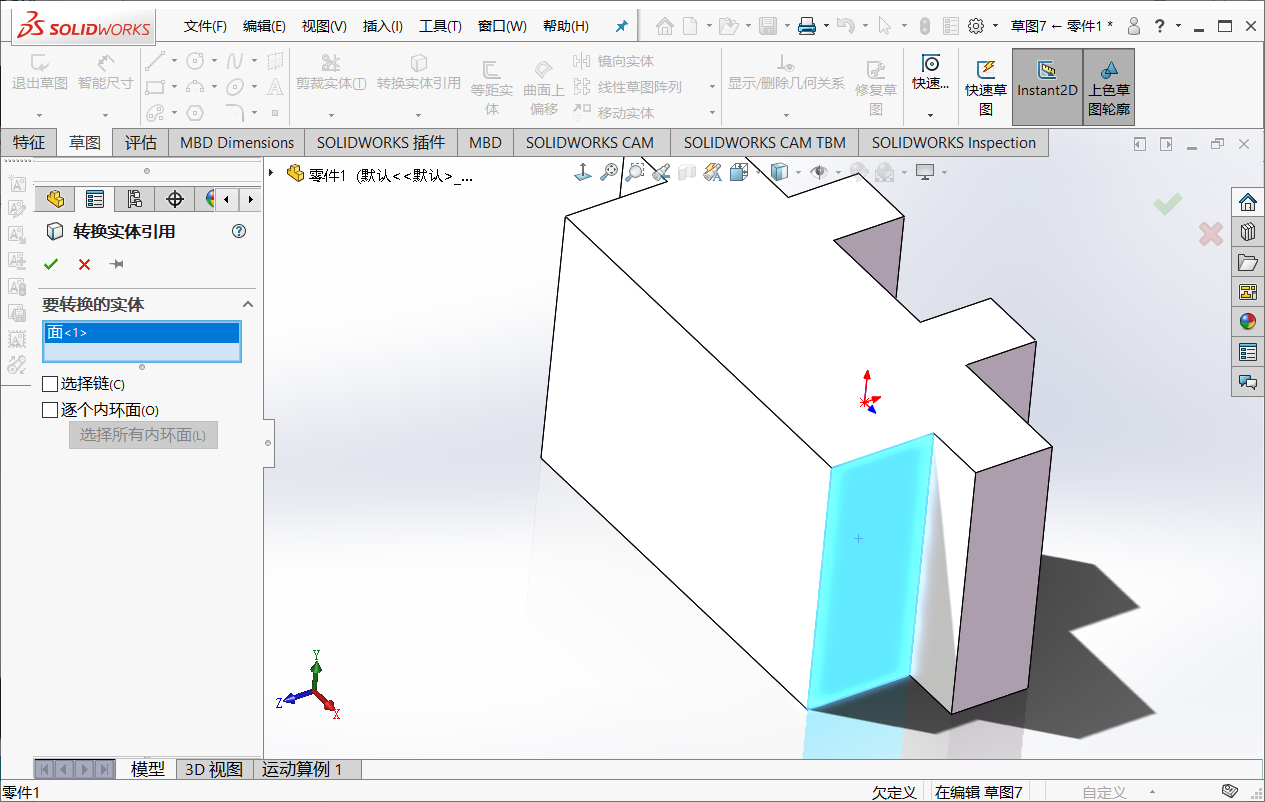 SOLIDWORKS 文件(F) 编辑(E) 视图(V) 插入(I) 工具(T) 窗口(W) 帮助(H) 草图7 ← 零件1 * ?
退出草图 智能尺寸 剪裁实体(T) 转换实体引用 等距实体 曲面上偏移 镜向实体 线性草图阵列 移动实体 显示/删除几何关系 修复草图 快速... 快速草图 Instant2D 上色草图轮廓
特征 草图 评估 MBD Dimensions SOLIDWORKS 插件 MBD SOLIDWORKS CAM SOLIDWORKS CAM TBM SOLIDWORKS Inspection
零件1 (默认<<默认>_...
转换实体引用
要转换的实体
面<1>
选择链(C)
逐个内环面(O)
选择所有内环面(L)
Y
Z
X
模型 3D 视图 运动算例 1
零件1 欠定义 在编辑 草图7 自定义